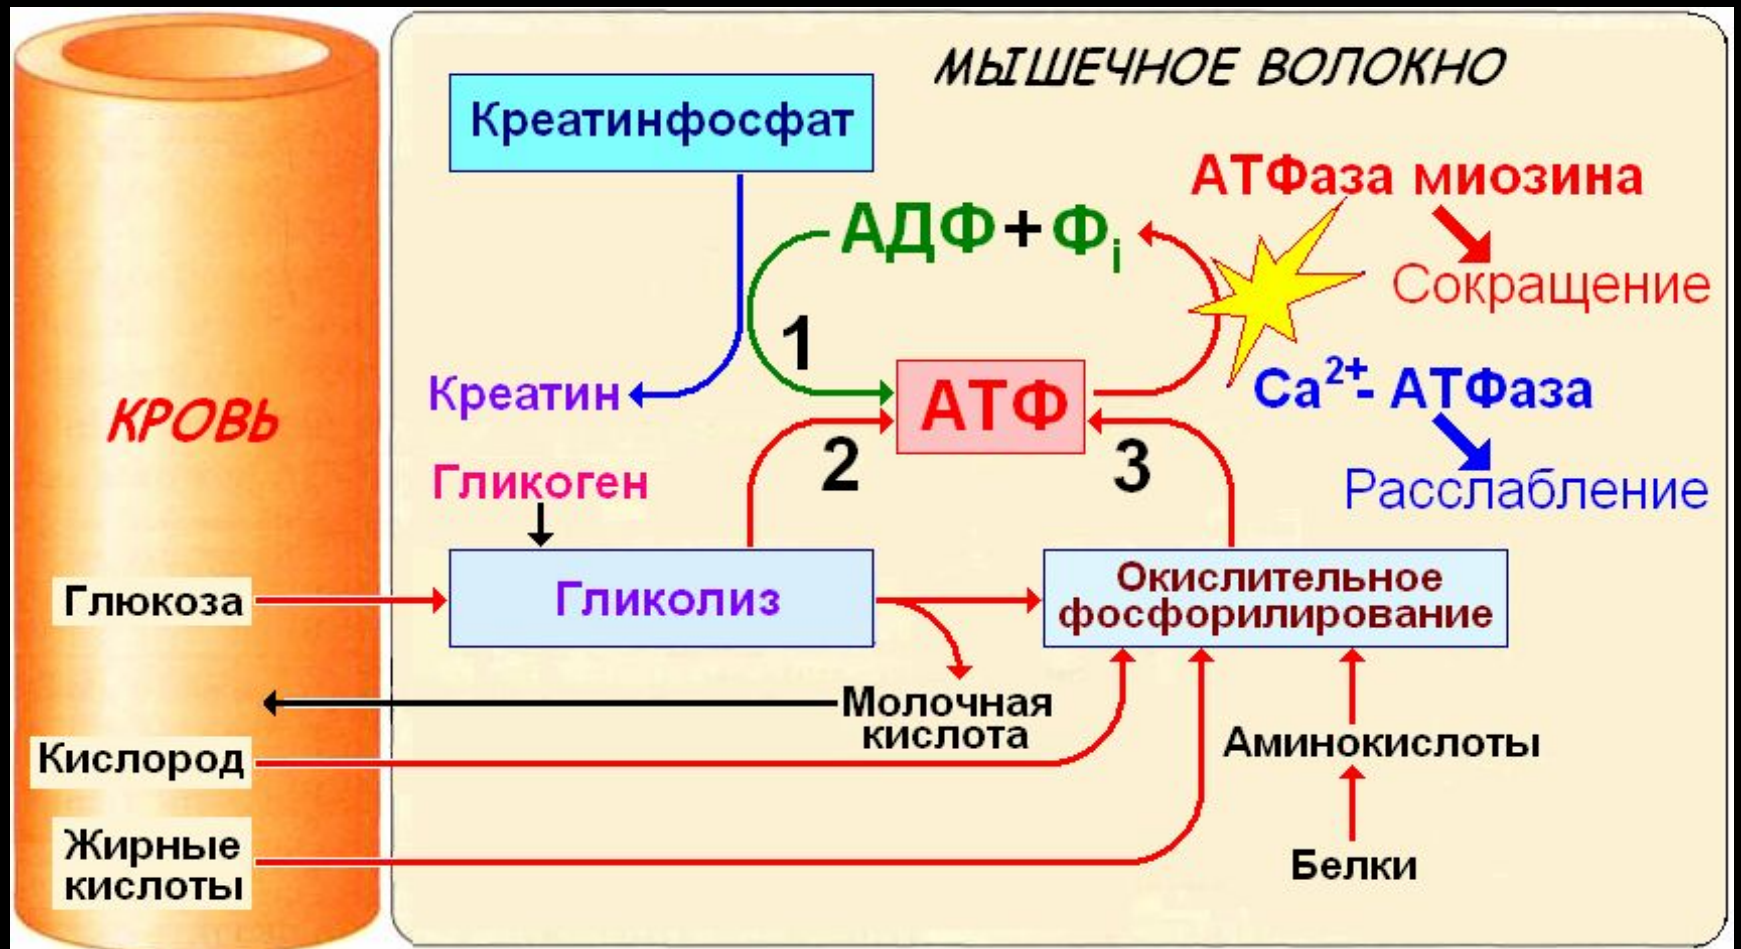 МЫШЕЧНОЕ ВОЛОКНО
Креатинфосфат
АТФаза миозина
АДФ + Фi
Сокращение
1
Креатин
АТФ
Ca2+- АТФаза
КРОВЬ
2
3
Гликоген
Расслабление
Глюкоза
Гликолиз
Окислительное
фосфорилирование
Молочная
кислота
Кислород
Аминокислоты
Жирные
кислоты
Белки